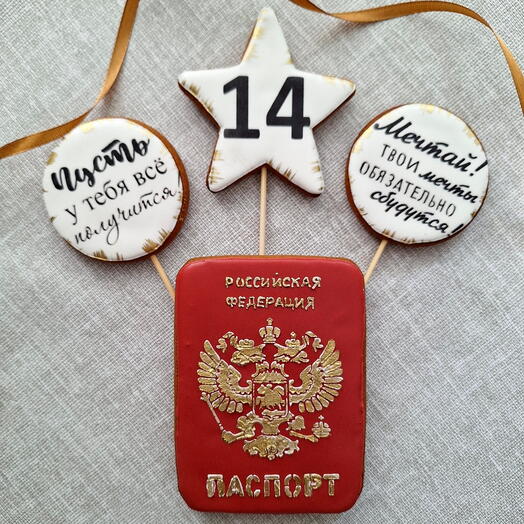 Пусть
у тебя всё
получится!
14
Мечтай!
ТВОИ мечты
ОБЯЗАТЕЛЬНО
сбудутся!
РОССИЙСКАЯ
ФЕДЕРАЦИЯ
ПАСПОРТ